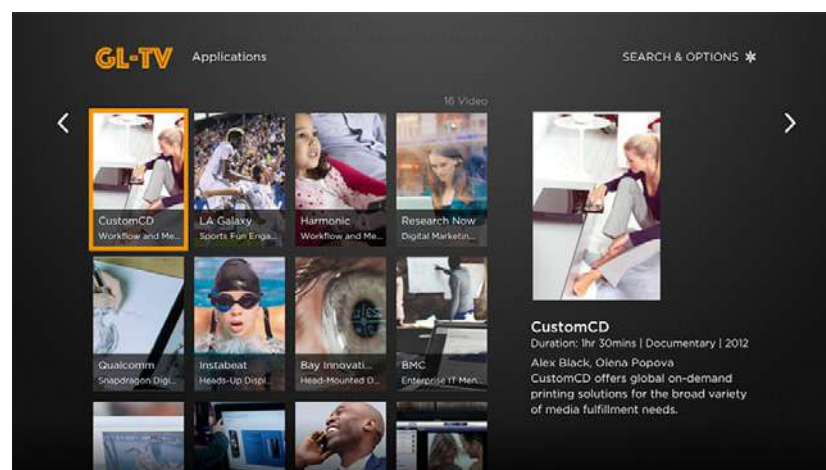 GL-TV
Applications
SEARCH & OPTIONS *
16 Video
CustomCD
Workflow and Me...
LA Galaxy
Sports Fun Enga...
Harmonic
Workflow and Me...
Research Now
Digital Marketin...
Qualcomm
Snapdragon Digi...
Instabeat
Heads-Up Displ...
Bay Innovati...
Head-Mounted D...
BMC
Enterprise IT Men...
CustomCD
Duration: 1hr 30mins | Documentary | 2012
Alex Black, Olena Popova
CustomCD offers global on-demand
printing solutions for the broad variety
of media fulfillment needs.